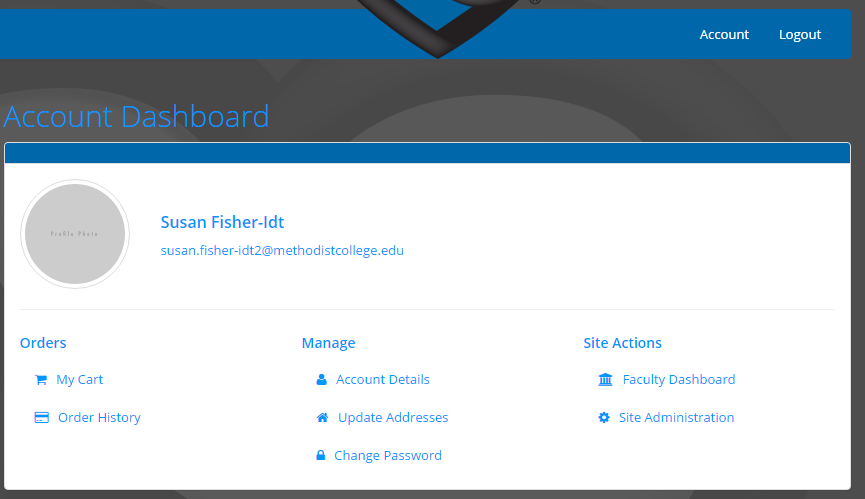 ®
Account Logout
Account Dashboard
Profile Photo
Susan Fisher-Idt
susan.fisher-idt2@methodistcollege.edu
Orders
My Cart
Order History
Manage
Account Details
Update Addresses
Change Password
Site Actions
Faculty Dashboard
Site Administration